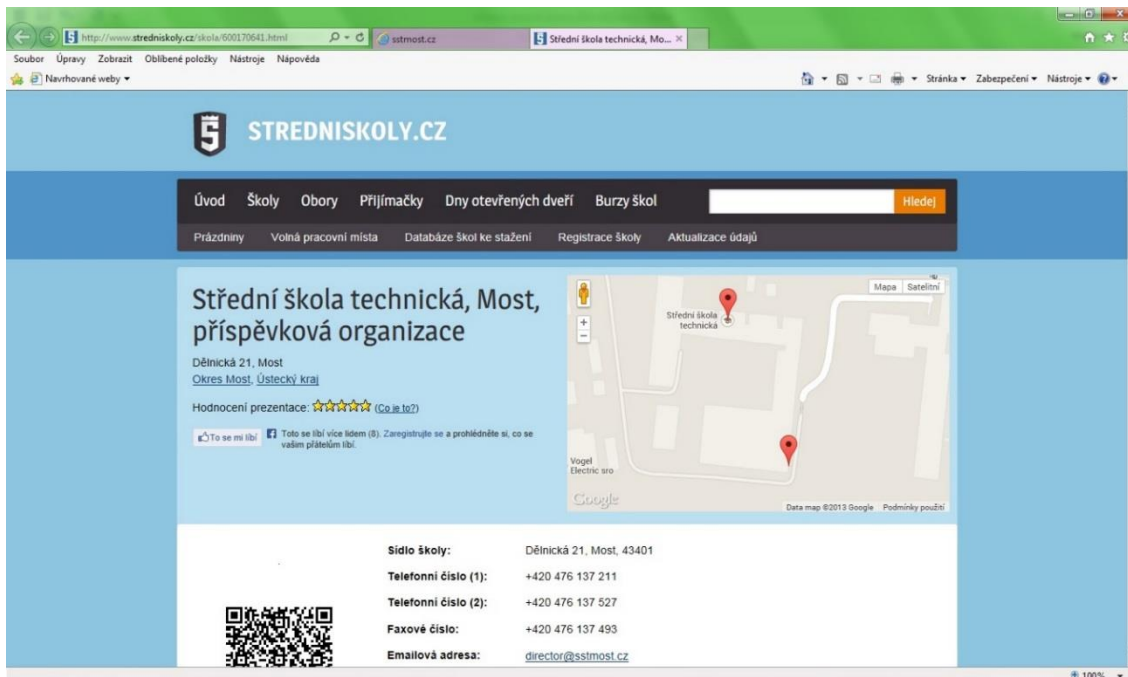 http://www.stredniskoly.cz/skola/600170641.html
sstmost.cz
Střední škola technická, Mo...
Soubor Úpravy Zobrazit Oblíbené položky Nástroje Nápověda
Navrhované weby
Stránka Zabezpečení Nástroje
STREDNISKOLY.CZ
Úvod Školy Obory Přijímačky Dny otevřených dveří Burzy škol Hledej
Prázdniny Volná pracovní místa Databáze škol ke stažení Registrace školy Aktualizace údajů
Střední škola technická, Most,
příspěvková organizace
Dělnická 21, Most
Okres Most, Ústecký kraj
Hodnocení prezentace: (Co je to?)
To se mi líbí
Toto se líbí více lidem (8). Zaregistrujte se a prohlédněte si, co se
vašim přátelům líbí.
Mapa Satelitní
Střední škola
technická
Vogel
Electric sro
Google
Data map ©2013 Google Podmínky použití
Sídlo školy: Dělnická 21, Most, 43401
Telefonní číslo (1): +420 476 137 211
Telefonní číslo (2): +420 476 137 527
Faxové číslo: +420 476 137 493
Emailová adresa: director@sstmost.cz
100%